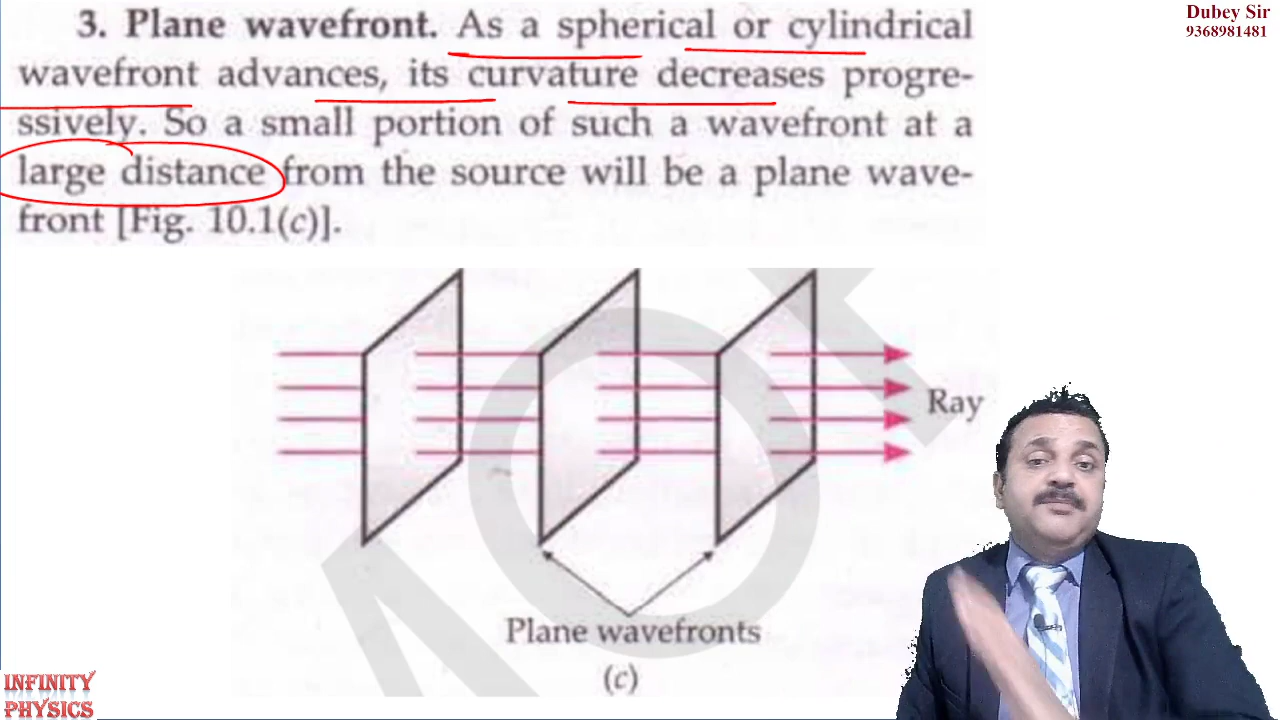 Dubey Sir
9368981481
3. Plane wavefront. As a spherical or cylindrical
wavefront advances, its curvature decreases progre-
ssively. So a small portion of such a wavefront at a
large distance from the source will be a plane wave-
front [Fig. 10.1(c)].
Ray
Plane wavefronts
(c)
INFINITY
PHYSICS